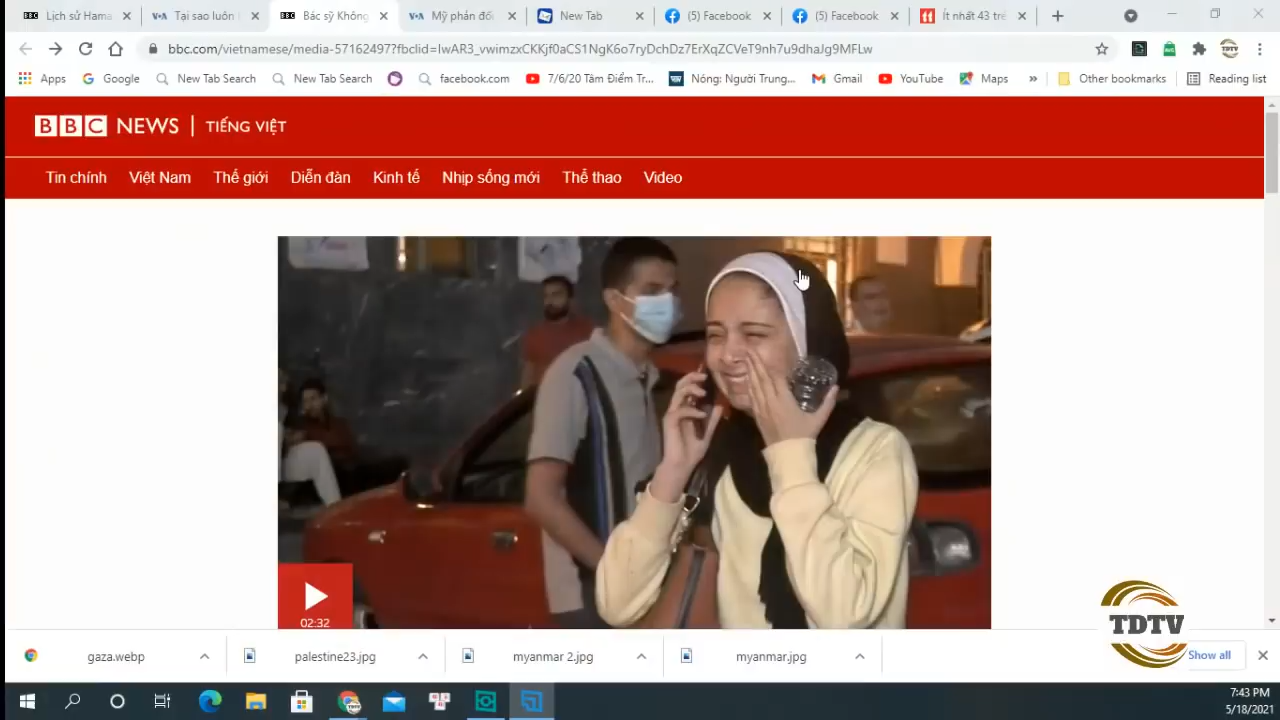 Lịch sử Hama
Tại sao luôn l
Bác sỹ Không
Mỹ phản đối
New Tab
(5) Facebook
(5) Facebook
Ít nhất 43 trẻ
bbc.com/vietnamese/media-57162497?fbclid=IwAR3_vwimzxCKKjf0aCS1NgK6o7ryDchDz7ErXqZCVeT9nh7u9dhaJg9MFLw
Apps
Google
New Tab Search
New Tab Search
facebook.com
7/6/20 Tâm Điểm Tr...
Nóng: Người Trung...
Gmail
YouTube
Maps
»
Other bookmarks
Reading list
BBC NEWS | TIẾNG VIỆT
Tin chính Việt Nam Thế giới Diễn đàn Kinh tế Nhịp sống mới Thể thao Video
02:32
TDTV
gaza.webp
palestine23.jpg
myanmar 2.jpg
myanmar.jpg
Show all
7:43 PM
5/18/2021